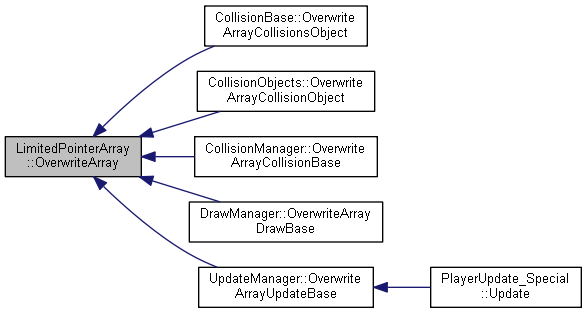 CollisionBase::Overwrite
ArrayCollisionsObject
CollisionObjects::Overwrite
ArrayCollisionObject
LimitedPointerArray
::OverwriteArray
CollisionManager::Overwrite
ArrayCollisionBase
DrawManager::OverwriteArray
DrawBase
UpdateManager::Overwrite
ArrayUpdateBase
PlayerUpdate_Special
::Update